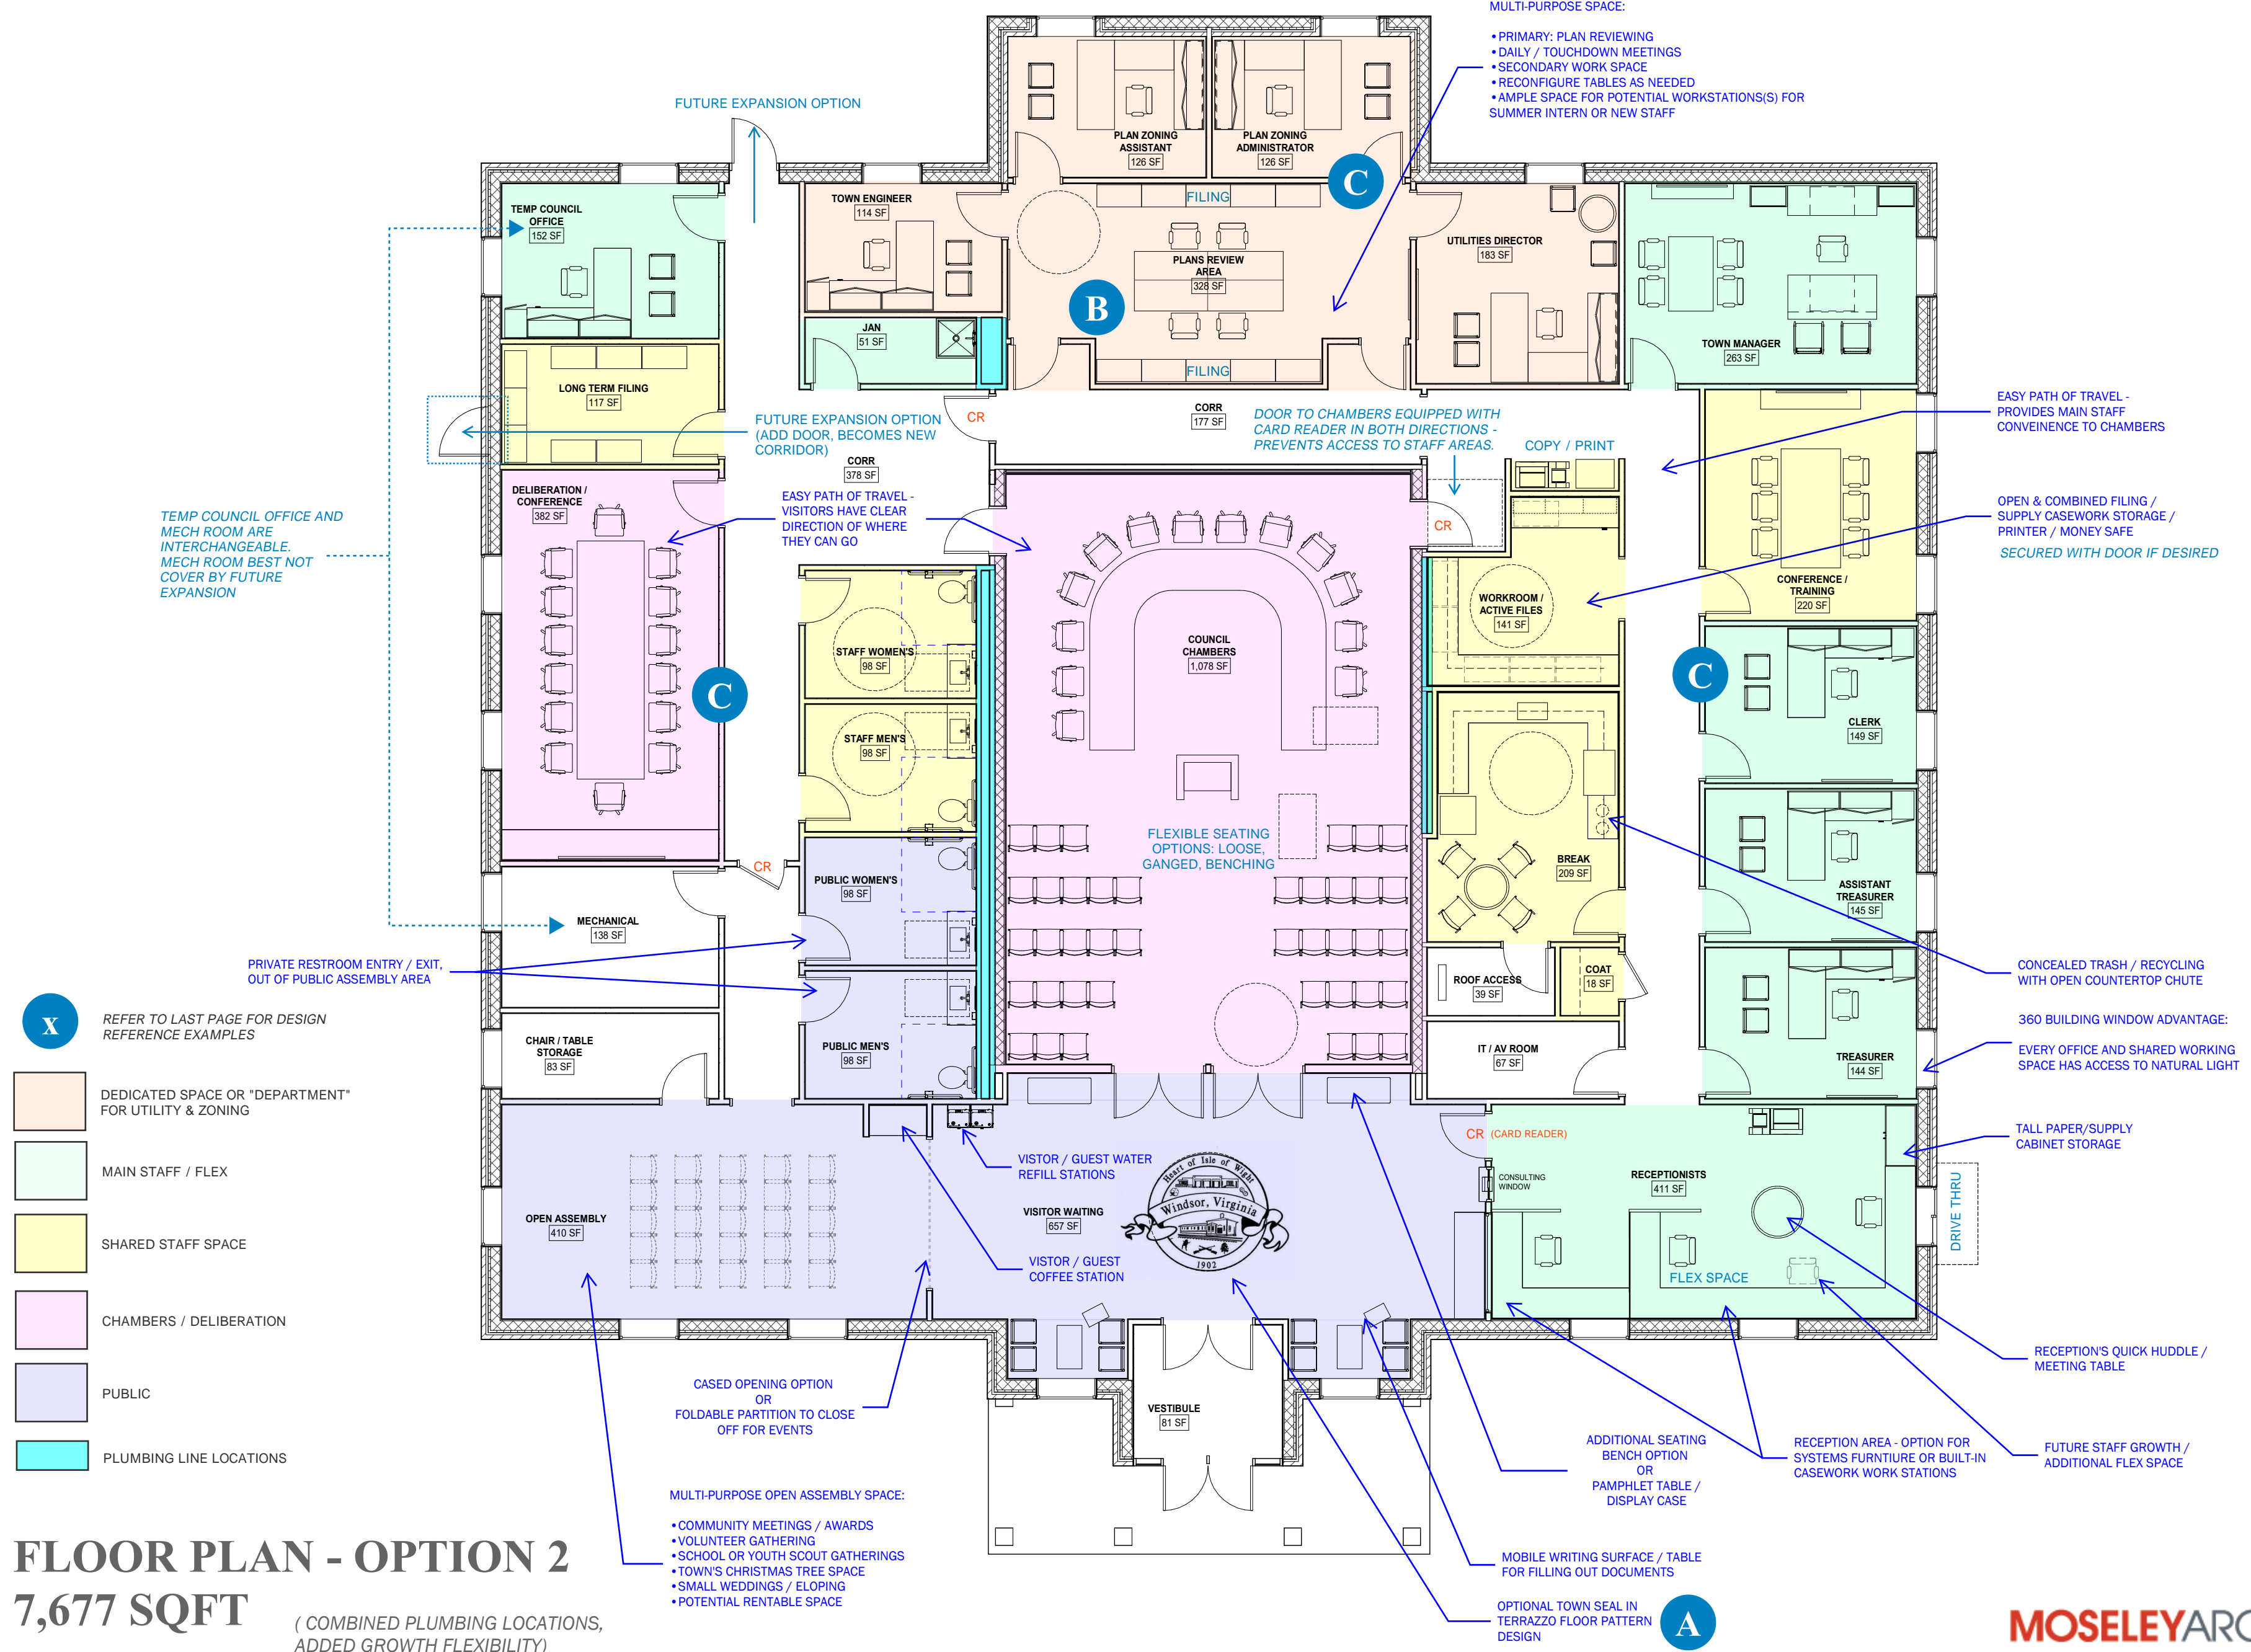 MULTI-PURPOSE SPACE:
•PRIMARY: PLAN REVIEWING
•DAILY / TOUCHDOWN MEETINGS
•SECONDARY WORK SPACE
•RECONFIGURE TABLES AS NEEDED
•AMPLE SPACE FOR POTENTIAL WORKSTATIONS(S) FOR
SUMMER INTERN OR NEW STAFF
FUTURE EXPANSION OPTION
PLAN ZONING
ASSISTANT
126 SF
PLAN ZONING
ADMINISTRATOR
126 SF
C
FILING
TEMP COUNCIL
OFFICE
152 SF
TOWN ENGINEER
114 SF
UTILITIES DIRECTOR
183 SF
PLANS REVIEW
AREA
328 SF
B
JAN
51 SF
TOWN MANAGER
263 SF
FILING
LONG TERM FILING
117 SF
FUTURE EXPANSION OPTION
(ADD DOOR, BECOMES NEW
CORRIDOR)
CR
CORR
177 SF
DOOR TO CHAMBERS EQUIPPED WITH
CARD READER IN BOTH DIRECTIONS -
PREVENTS ACCESS TO STAFF AREAS.
COPY / PRINT
EASY PATH OF TRAVEL -
PROVIDES MAIN STAFF
CONVEINENCE TO CHAMBERS
CORR
378 SF
DELIBERATION /
CONFERENCE
382 SF
EASY PATH OF TRAVEL -
VISITORS HAVE CLEAR
DIRECTION OF WHERE
THEY CAN GO
CR
OPEN & COMBINED FILING /
SUPPLY CASEWORK STORAGE /
PRINTER / MONEY SAFE
SECURED WITH DOOR IF DESIRED
TEMP COUNCIL OFFICE AND
MECH ROOM ARE
INTERCHANGEABLE.
MECH ROOM BEST NOT
COVER BY FUTURE
EXPANSION
CONFERENCE /
TRAINING
220 SF
WORKROOM /
ACTIVE FILES
141 SF
STAFF WOMEN'S
98 SF
COUNCIL
CHAMBERS
1,078 SF
C
C
CLERK
149 SF
STAFF MEN'S
98 SF
FLEXIBLE SEATING
OPTIONS: LOOSE,
GANGED, BENCHING
CR
BREAK
209 SF
PUBLIC WOMEN'S
98 SF
ASSISTANT
TREASURER
145 SF
MECHANICAL
138 SF
PRIVATE RESTROOM ENTRY / EXIT,
OUT OF PUBLIC ASSEMBLY AREA
ROOF ACCESS
39 SF
COAT
18 SF
CONCEALED TRASH / RECYCLING
WITH OPEN COUNTERTOP CHUTE
x
REFER TO LAST PAGE FOR DESIGN
REFERENCE EXAMPLES
CHAIR / TABLE
STORAGE
83 SF
PUBLIC MEN'S
98 SF
IT / AV ROOM
67 SF
TREASURER
144 SF
360 BUILDING WINDOW ADVANTAGE:
EVERY OFFICE AND SHARED WORKING
SPACE HAS ACCESS TO NATURAL LIGHT
DEDICATED SPACE OR "DEPARTMENT"
FOR UTILITY & ZONING
MAIN STAFF / FLEX
VISTOR / GUEST WATER
REFILL STATIONS
CR (CARD READER)
CONSULTING
WINDOW
RECEPTIONISTS
411 SF
TALL PAPER/SUPPLY
CABINET STORAGE
DRIVE THRU
OPEN ASSEMBLY
410 SF
VISITOR WAITING
657 SF
Heart of Isle of Wight
Windsor, Virginia
1902
SHARED STAFF SPACE
VISTOR / GUEST
COFFEE STATION
FLEX SPACE
CHAMBERS / DELIBERATION
RECEPTION'S QUICK HUDDLE /
MEETING TABLE
PUBLIC
CASED OPENING OPTION
OR
FOLDABLE PARTITION TO CLOSE
OFF FOR EVENTS
VESTIBULE
81 SF
PLUMBING LINE LOCATIONS
ADDITIONAL SEATING
BENCH OPTION
OR
PAMPHLET TABLE /
DISPLAY CASE
RECEPTION AREA - OPTION FOR
SYSTEMS FURNTIURE OR BUILT-IN
CASEWORK WORK STATIONS
FUTURE STAFF GROWTH /
ADDITIONAL FLEX SPACE
MULTI-PURPOSE OPEN ASSEMBLY SPACE:
•COMMUNITY MEETINGS / AWARDS
•VOLUNTEER GATHERING
•SCHOOL OR YOUTH SCOUT GATHERINGS
•TOWN'S CHRISTMAS TREE SPACE
•SMALL WEDDINGS / ELOPING
•POTENTIAL RENTABLE SPACE
MOBILE WRITING SURFACE / TABLE
FOR FILLING OUT DOCUMENTS
OPTIONAL TOWN SEAL IN
TERRAZZO FLOOR PATTERN
DESIGN
A
FLOOR PLAN - OPTION 2
7,677 SQFT
( COMBINED PLUMBING LOCATIONS,
ADDED GROWTH FLEXIBILITY)
MOSELEYARC